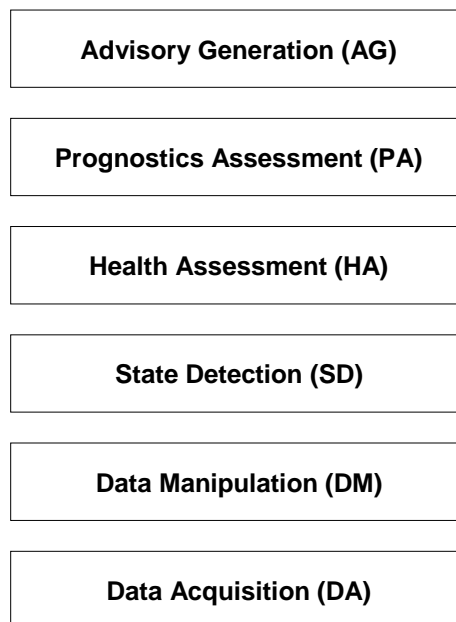 Advisory Generation (AG)
Prognostics Assessment (PA)
Health Assessment (HA)
State Detection (SD)
Data Manipulation (DM)
Data Acquisition (DA)